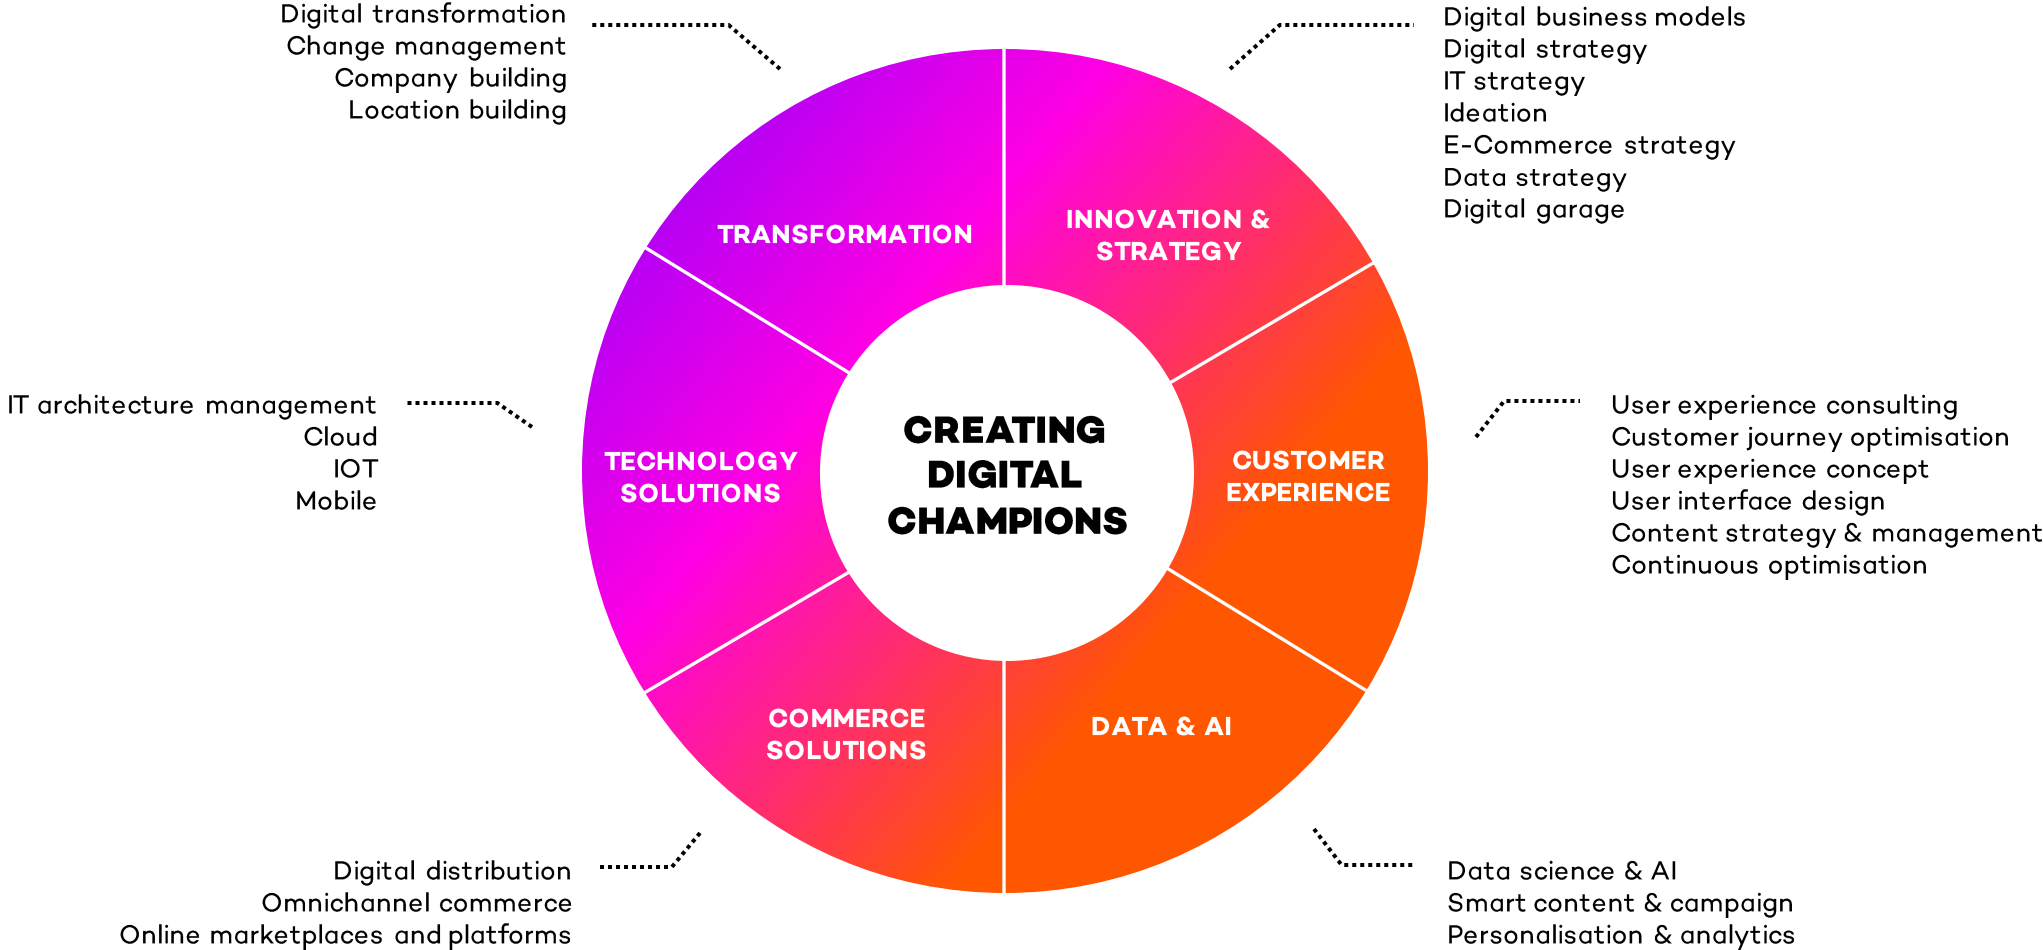 Digital transformation
Change management
Company building
Location building
Digital business models
Digital strategy
IT strategy
Ideation
E-Commerce strategy
Data strategy
Digital garage
TRANSFORMATION
INNOVATION &
STRATEGY
IT architecture management
Cloud
IOT
Mobile
TECHNOLOGY
SOLUTIONS
CREATING
DIGITAL
CHAMPIONS
CUSTOMER
EXPERIENCE
User experience consulting
Customer journey optimisation
User experience concept
User interface design
Content strategy & management
Continuous optimisation
COMMERCE
SOLUTIONS
DATA & AI
Digital distribution
Omnichannel commerce
Online marketplaces and platforms
Data science & AI
Smart content & campaign
Personalisation & analytics